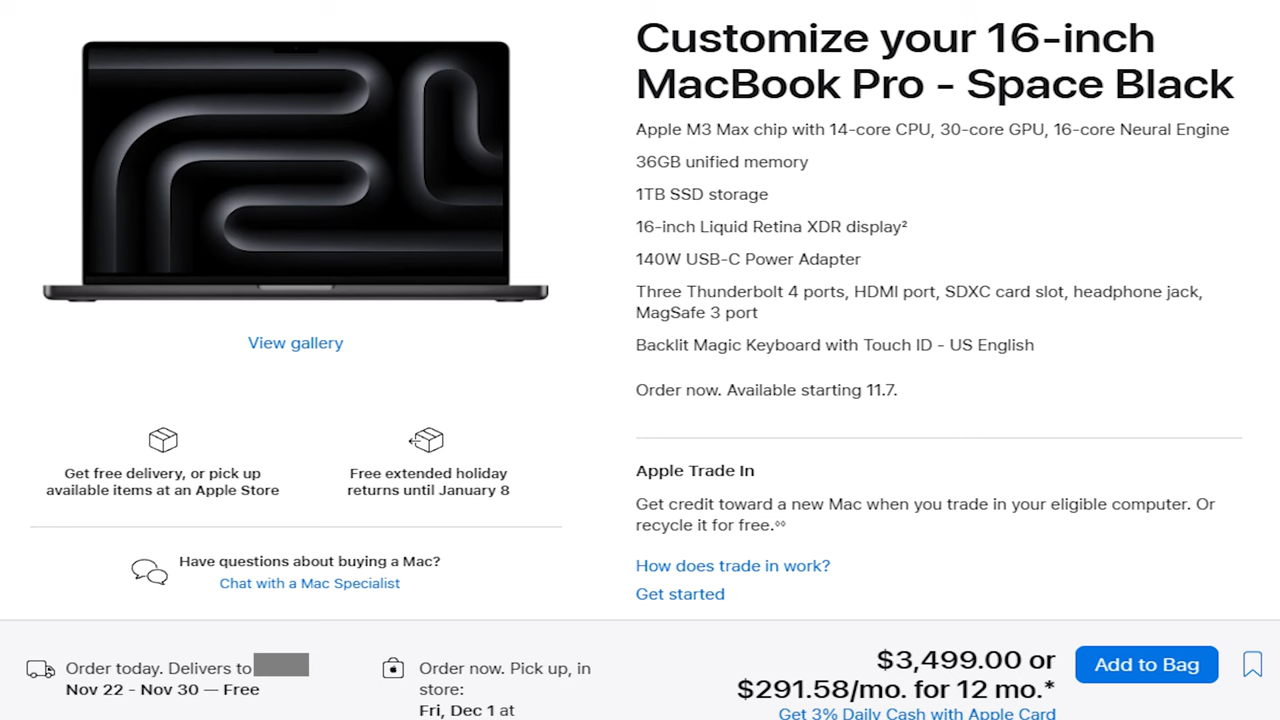 Customize your 16-inch
MacBook Pro - Space Black
Apple M3 Max chip with 14-core CPU, 30-core GPU, 16-core Neural Engine
36GB unified memory
1TB SSD storage
16-inch Liquid Retina XDR display²
140W USB-C Power Adapter
Three Thunderbolt 4 ports, HDMI port, SDXC card slot, headphone jack,
MagSafe 3 port
Backlit Magic Keyboard with Touch ID - US English
Order now. Available starting 11.7.
View gallery
Get free delivery, or pick up
available items at an Apple Store
Free extended holiday
returns until January 8
Have questions about buying a Mac?
Chat with a Mac Specialist
Apple Trade In
Get credit toward a new Mac when you trade in your eligible computer. Or
recycle it for free.◊◊
How does trade in work?
Get started
Order today. Delivers to
Nov 22 - Nov 30 — Free
Order now. Pick up, in
store:
Fri, Dec 1 at
$3,499.00 or
$291.58/mo. for 12 mo.*
Get 3% Daily Cash with Apple Card
Add to Bag